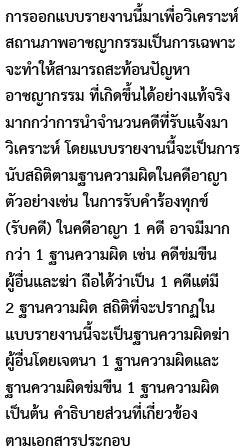 การออกแบบรายงานนี้มาเพื่อวิเคราะห์
สถานภาพอาชญากรรมเป็นการเฉพาะ
จะทำให้สามารถสะท้อนปัญหา
อาชญากรรม ที่เกิดขึ้นได้อย่างแท้จริง
มากกว่าการนำจำนวนคดีที่รับแจ้งมา
วิเคราะห์ โดยแบบรายงานนี้จะเป็นการ
นับสถิติตามฐานความผิดในคดีอาญา
ตัวอย่างเช่น ในการรับคำร้องทุกข์
(รับคดี) ในคดีอาญา 1 คดี อาจมีมาก
กว่า 1 ฐานความผิด เช่น คดีข่มขืน
ผู้อื่นและฆ่า ถือได้ว่าเป็น 1 คดีแต่มี
2 ฐานความผิด สถิติที่จะปรากฏใน
แบบรายงานนี้จะเป็นฐานความผิดฆ่า
ผู้อื่นโดยเจตนา 1 ฐานความผิดและ
ฐานความผิดข่มขืน 1 ฐานความผิด
เป็นต้น คำธิบายส่วนที่เกี่ยวข้อง
ตามเอกสารประกอบ